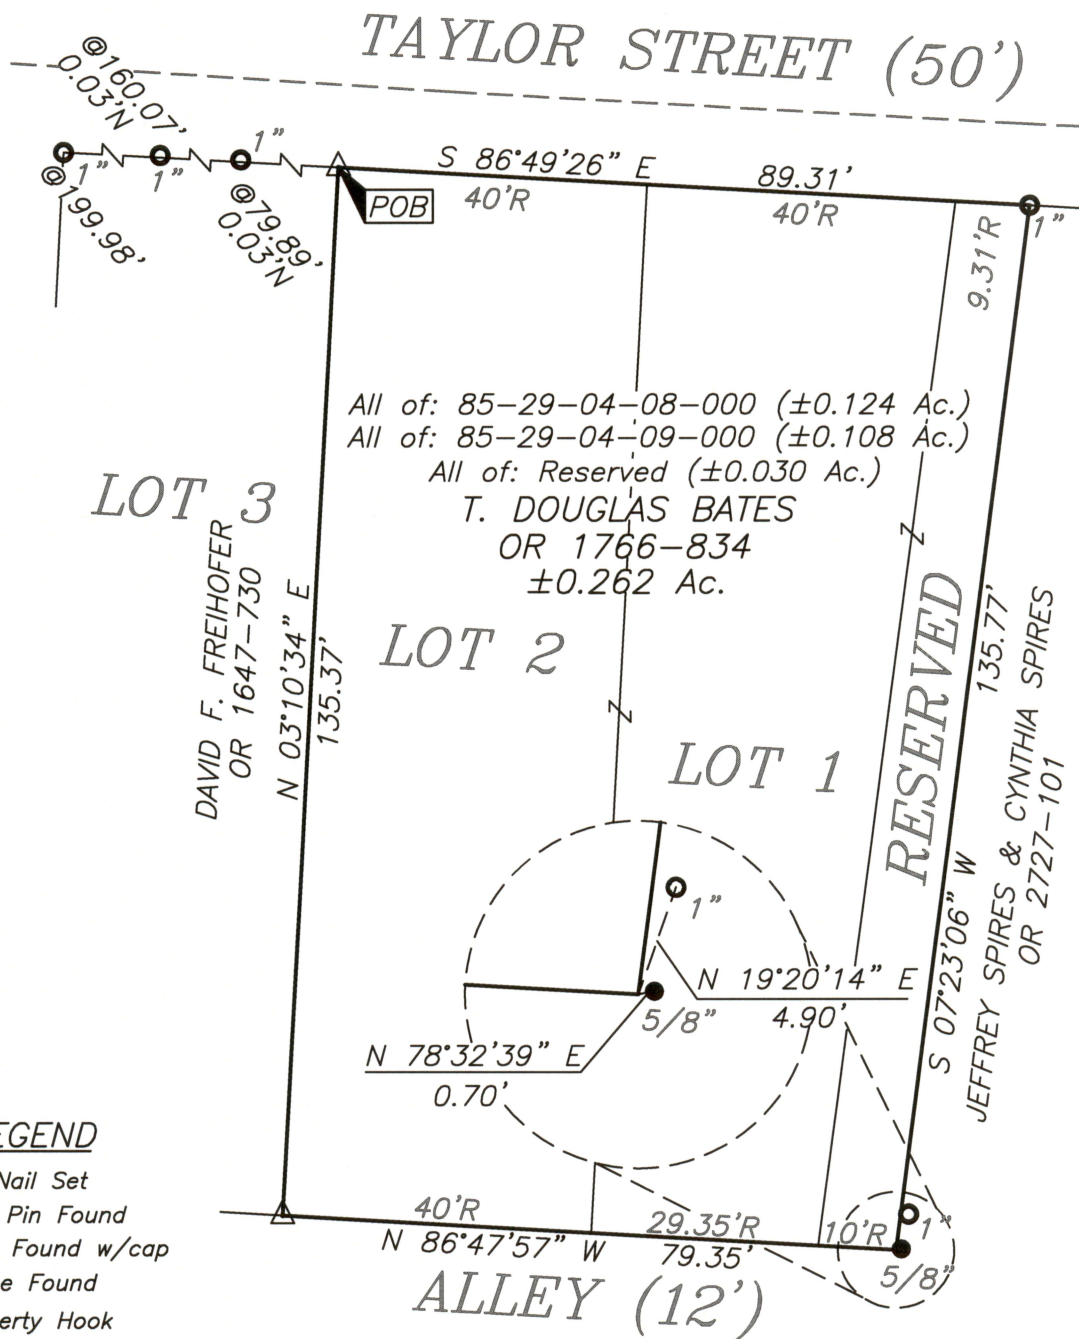 TAYLOR STREET (50')
@160.07'
0.03'N
1"
1"
1"
@199.98'
@79.89'
0.03'N
S 86°49'26" E
89.31'
POB
40'R
40'R
9.31'R
1"
All of: 85-29-04-08-000 (±0.124 Ac.)
All of: 85-29-04-09-000 (±0.108 Ac.)
All of: Reserved (±0.030 Ac.)
T. DOUGLAS BATES
OR 1766-834
±0.262 Ac.
LOT 3
DAVID F. FREIHOFER
OR 1647-730
N 03°10'34" E
135.37'
LOT 2
LOT 1
RESERVED
135.77'
S 07°23'06" W
JEFFREY SPIRES & CYNTHIA SPIRES
OR 2727-101
1"
N 19°20'14" E
4.90'
5/8"
N 78°32'39" E
0.70'
EGEND
Nail Set
Pin Found
Found w/cap
e Found
erty Hook
40'R
29.35'R
10'R
1"
N 86°47'57" W
79.35'
5/8"
ALLEY (12')